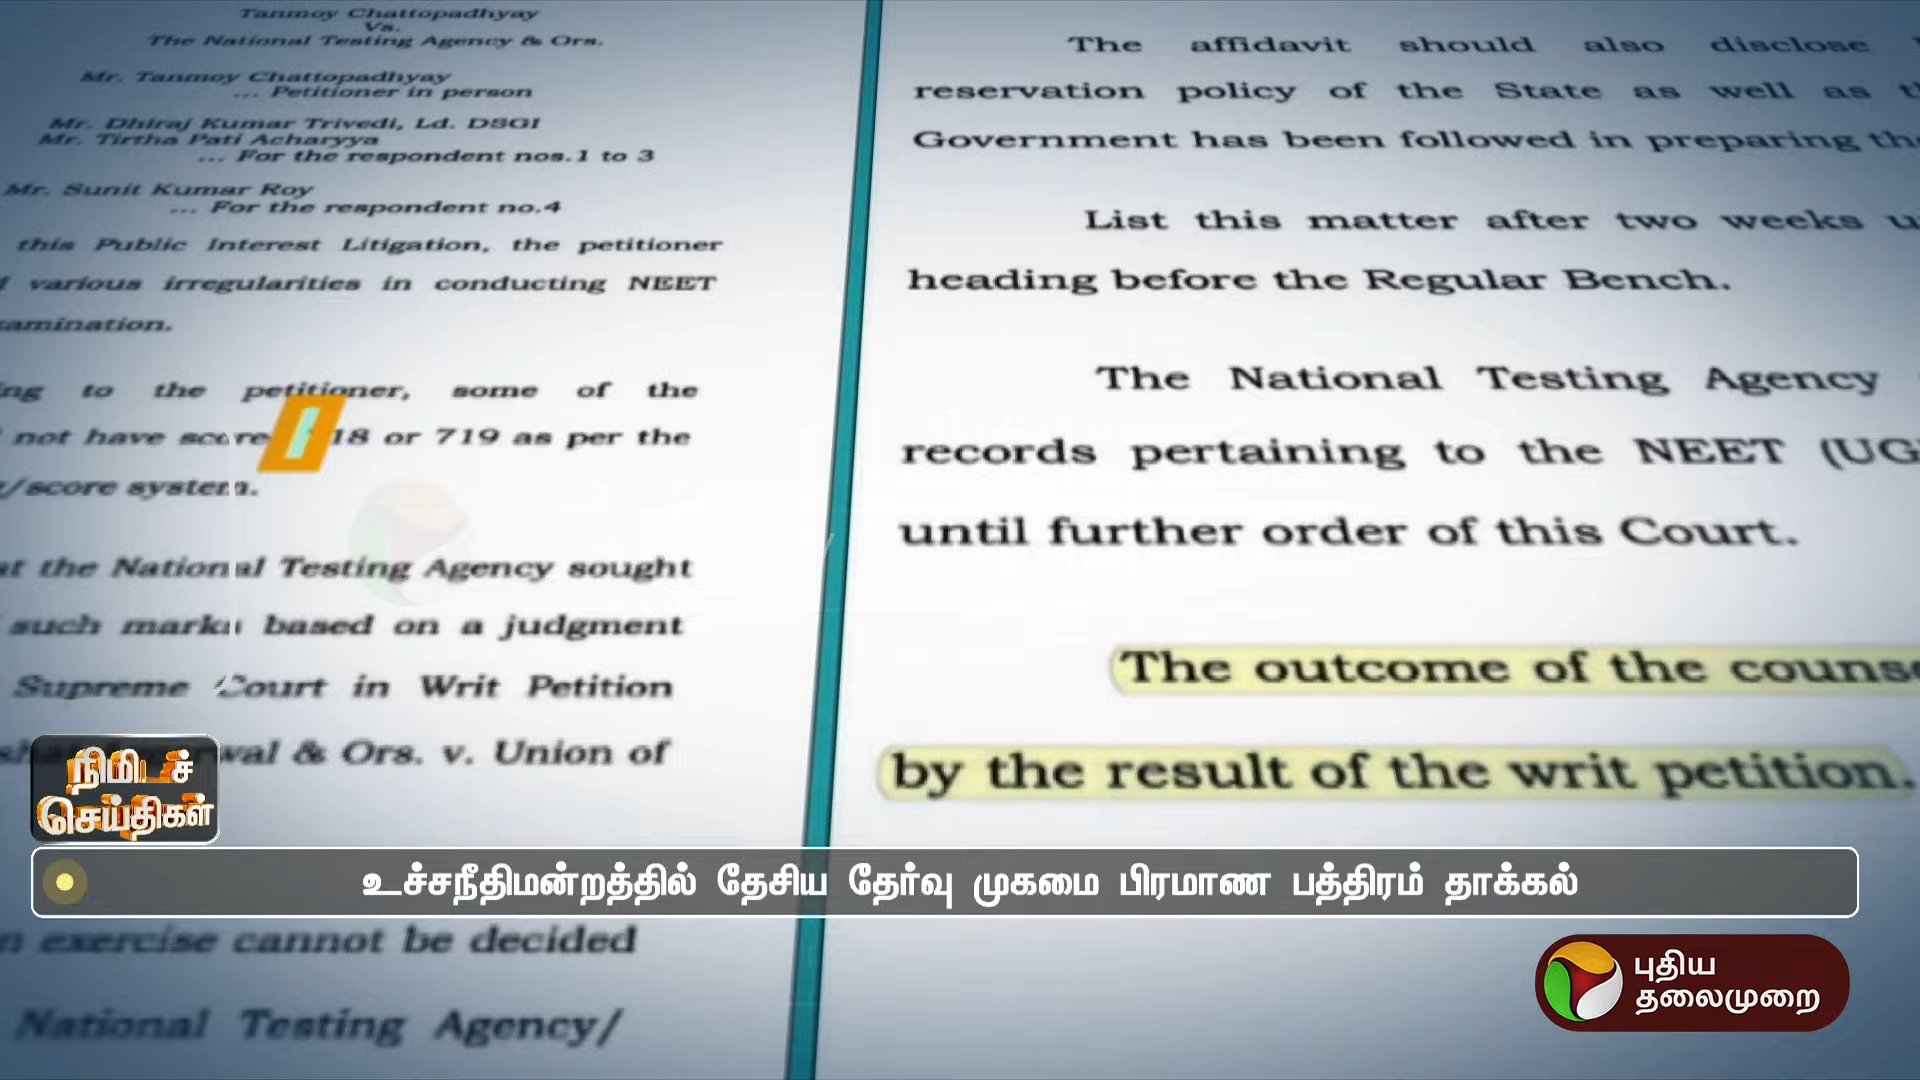 Tanmoy Chattopadhyay
Vs.
The National Testing Agency & Ors.
Mr. Tanmoy Chattopadhyay
... Petitioner in person
Mr. Dhiraj Kumar Trivedi, Ld. DSGI
Mr. Tirtha Pati Acharyya
... For the respondent nos.1 to 3
Mr. Sunit Kumar Roy
... For the respondent no.4
this Public Interest Litigation, the petitioner
various irregularities in conducting NEET
to the petitioner, some of the
not have score 18 or 719 as per the
/score system.
the National Testing Agency sought
such marks based on a judgment
Supreme Court in Writ Petition
& Ors. v. Union of
exercise cannot be decided
National Testing Agency/
The affidavit should also disclose
reservation policy of the State as well as
Government has been followed in preparing
List this matter after two weeks
heading before the Regular Bench.
The National Testing Agency
records pertaining to the NEET (UG
until further order of this Court.
The outcome of the
by the result of the writ petition.
நிமிடச்
செய்திகள்
உச்சநீதிமன்றத்தில் தேசிய தேர்வு முகமை பிரமாண பத்திரம் தாக்கல்
புதிய
தலைமுறை